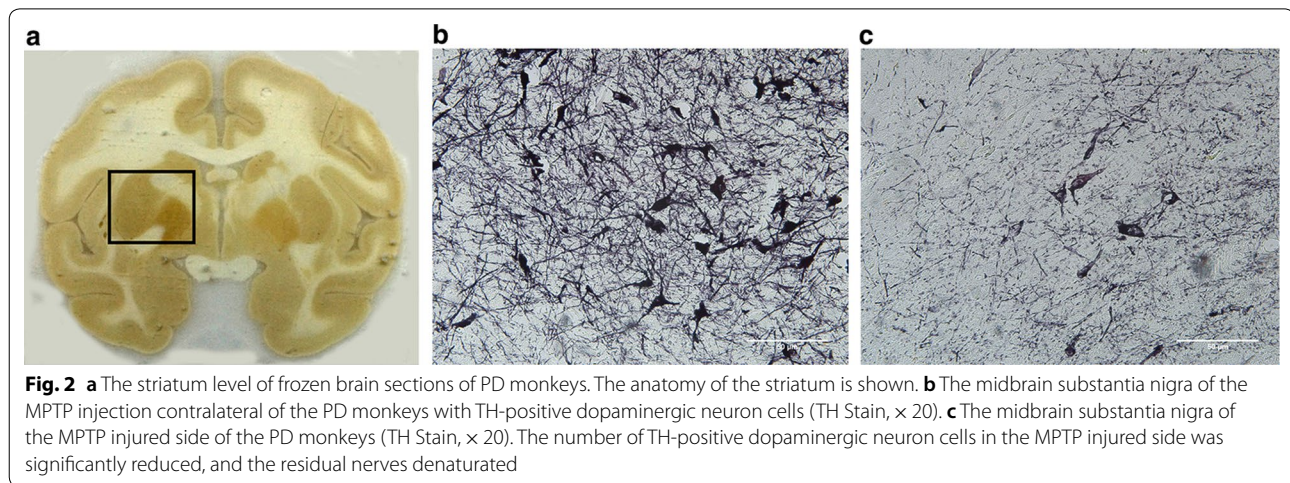 a
b
c
50 µm
50 µm
Fig. 2 a The striatum level of frozen brain sections of PD monkeys. The anatomy of the striatum is shown. b The midbrain substantia nigra of the
MPTP injection contralateral of the PD monkeys with TH-positive dopaminergic neuron cells (TH Stain, × 20). c The midbrain substantia nigra of
the MPTP injured side of the PD monkeys (TH Stain, × 20). The number of TH-positive dopaminergic neuron cells in the MPTP injured side was
significantly reduced, and the residual nerves denaturated